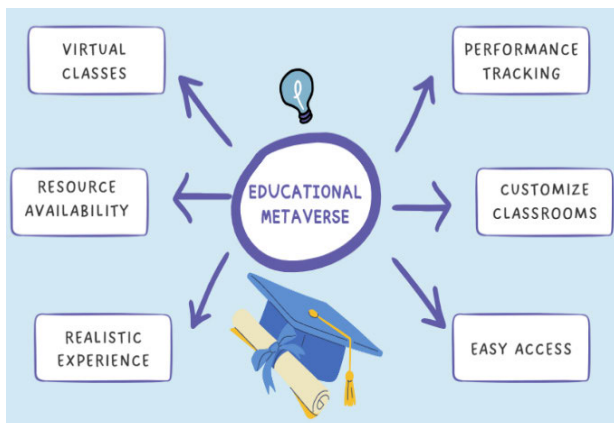 VIRTUAL
CLASSES
PERFORMANCE
TRACKING
RESOURCE
AVAILABILITY
EDUCATIONAL
METAVERSE
CUSTOMIZE
CLASSROOMS
REALISTIC
EXPERIENCE
EASY ACCESS